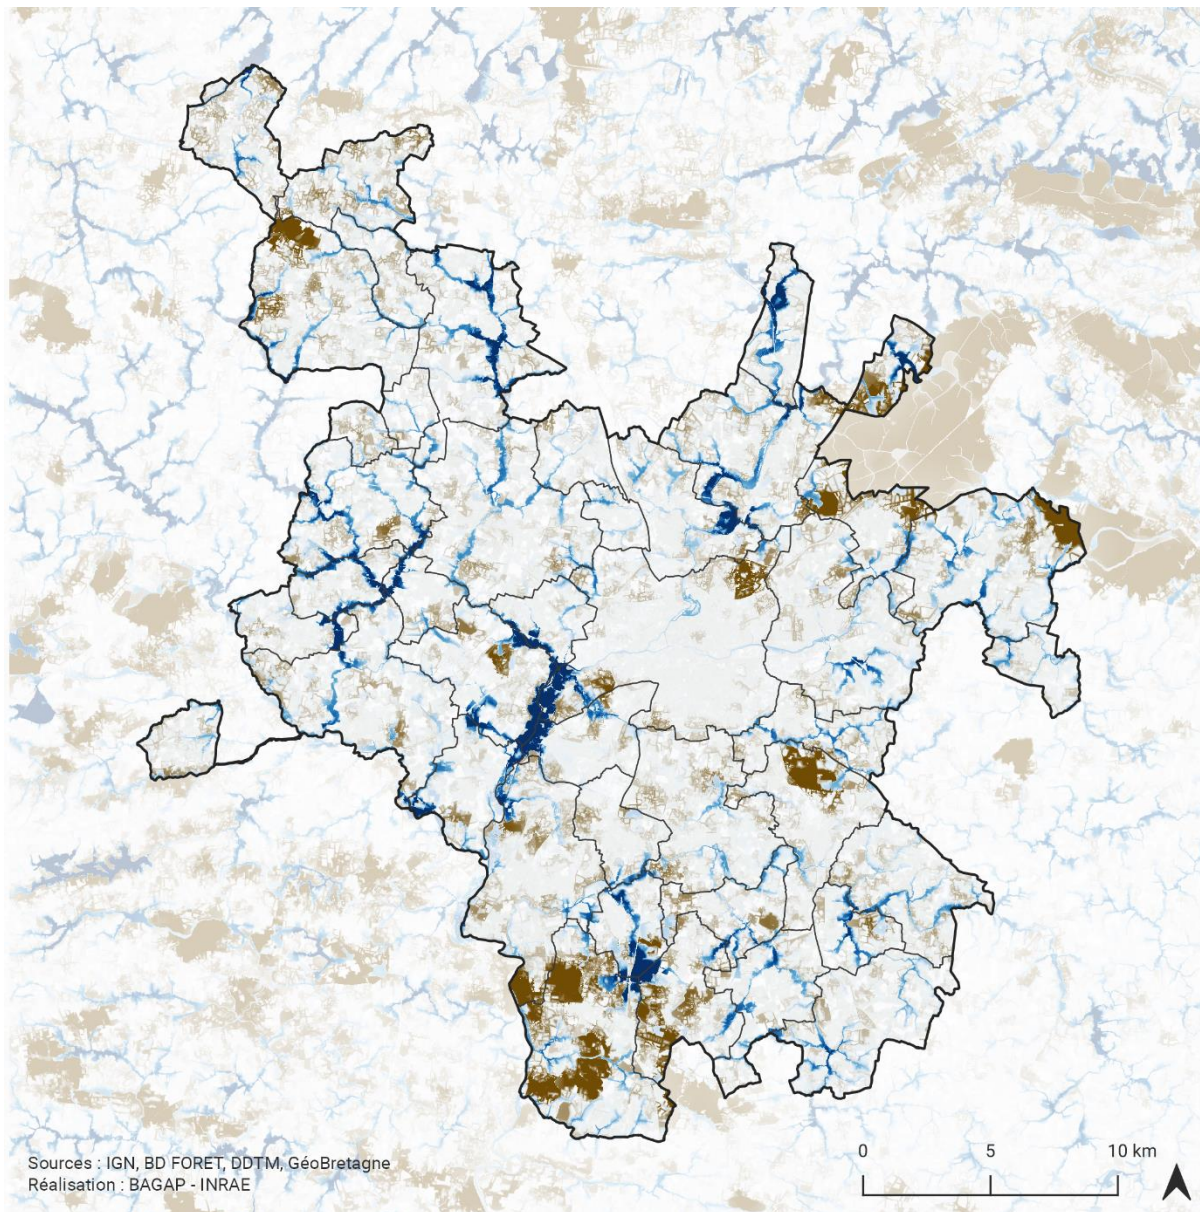 Sources : IGN, BD FORET, DDTM, GéoBretagne
Réalisation : BAGAP - INRAE
0 5 10 km